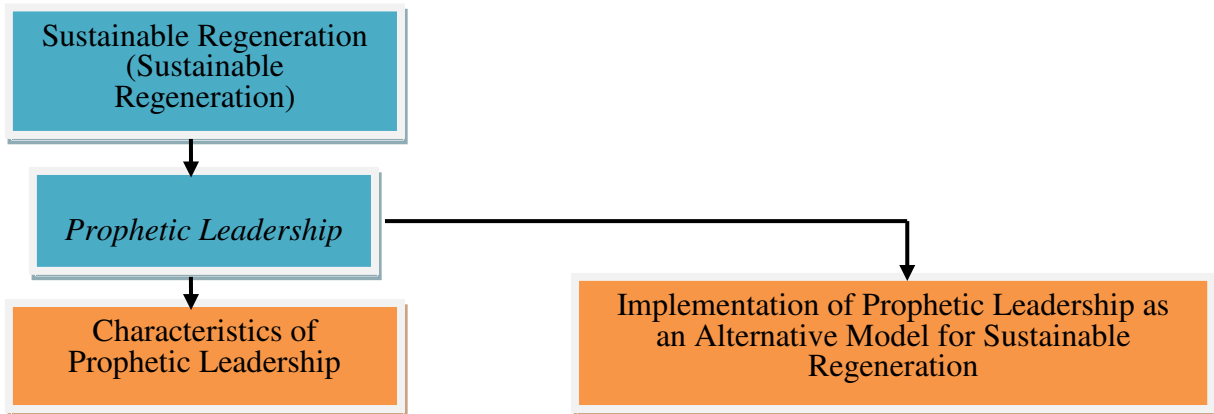 Sustainable Regeneration
(Sustainable
Regeneration)
Prophetic Leadership
Characteristics of
Prophetic Leadership
Implementation of Prophetic Leadership as
an Alternative Model for Sustainable
Regeneration